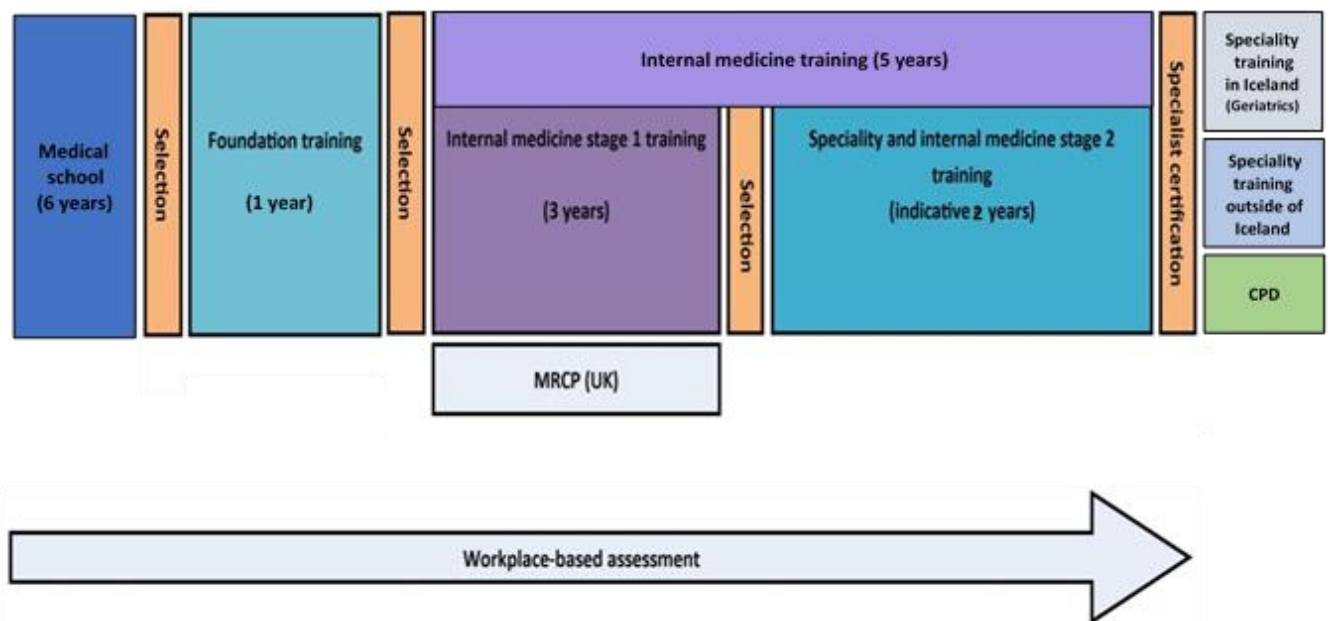 Medical
school
(6 years)
Selection
Foundation training
(1 year)
Selection
Internal medicine training (5 years)
Internal medicine stage 1 training
(3 years)
MRCP (UK)
Selection
Speciality and internal medicine stage 2
training
(indicative 2 years)
Specialist certification
Speciality
training
in Iceland
(Geriatrics)
Speciality
training
outside of
Iceland
CPD
Workplace-based assessment